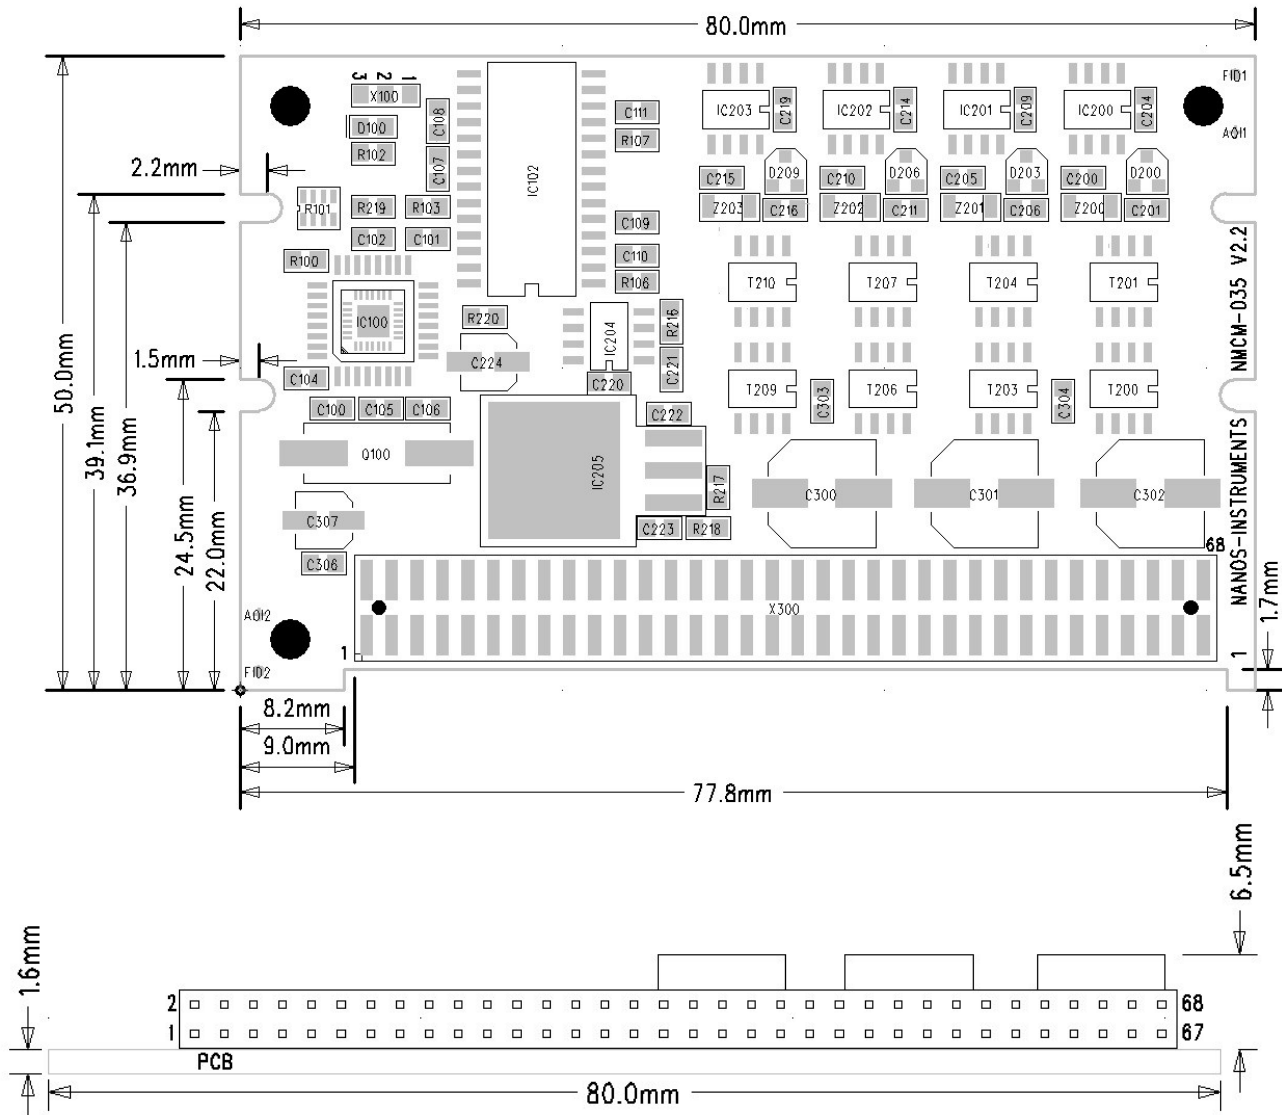 80.0mm
3 2 1
X100
D100
R102
C108
C107
IC102
C111
R107
IC203
C219
IC202
C214
IC201
C209
IC200
C204
FID1
AOI1
2.2mm
R101
R219
R103
C102
C101
R100
C109
C110
R106
C215
D209
C210
D206
C205
D203
C200
D200
Z203
C216
Z202
C211
Z201
C206
Z200
C201
T210
T207
T204
T201
NMCM-035 V2.2
IC100
R220
C224
IC204
R216
C221
C220
1.5mm
C104
C100
C105
C106
T209
C303
T206
T203
C304
T200
50.0mm
39.1mm
36.9mm
24.5mm
22.0mm
Q100
IC205
C222
R217
C223
R218
C307
C306
C300
C301
C302
NANOS-INSTRUMENTS
68
X300
1
1
1.7mm
AOI2
FID2
8.2mm
9.0mm
77.8mm
6.5mm
1.6mm
2
68
1
67
PCB
80.0mm